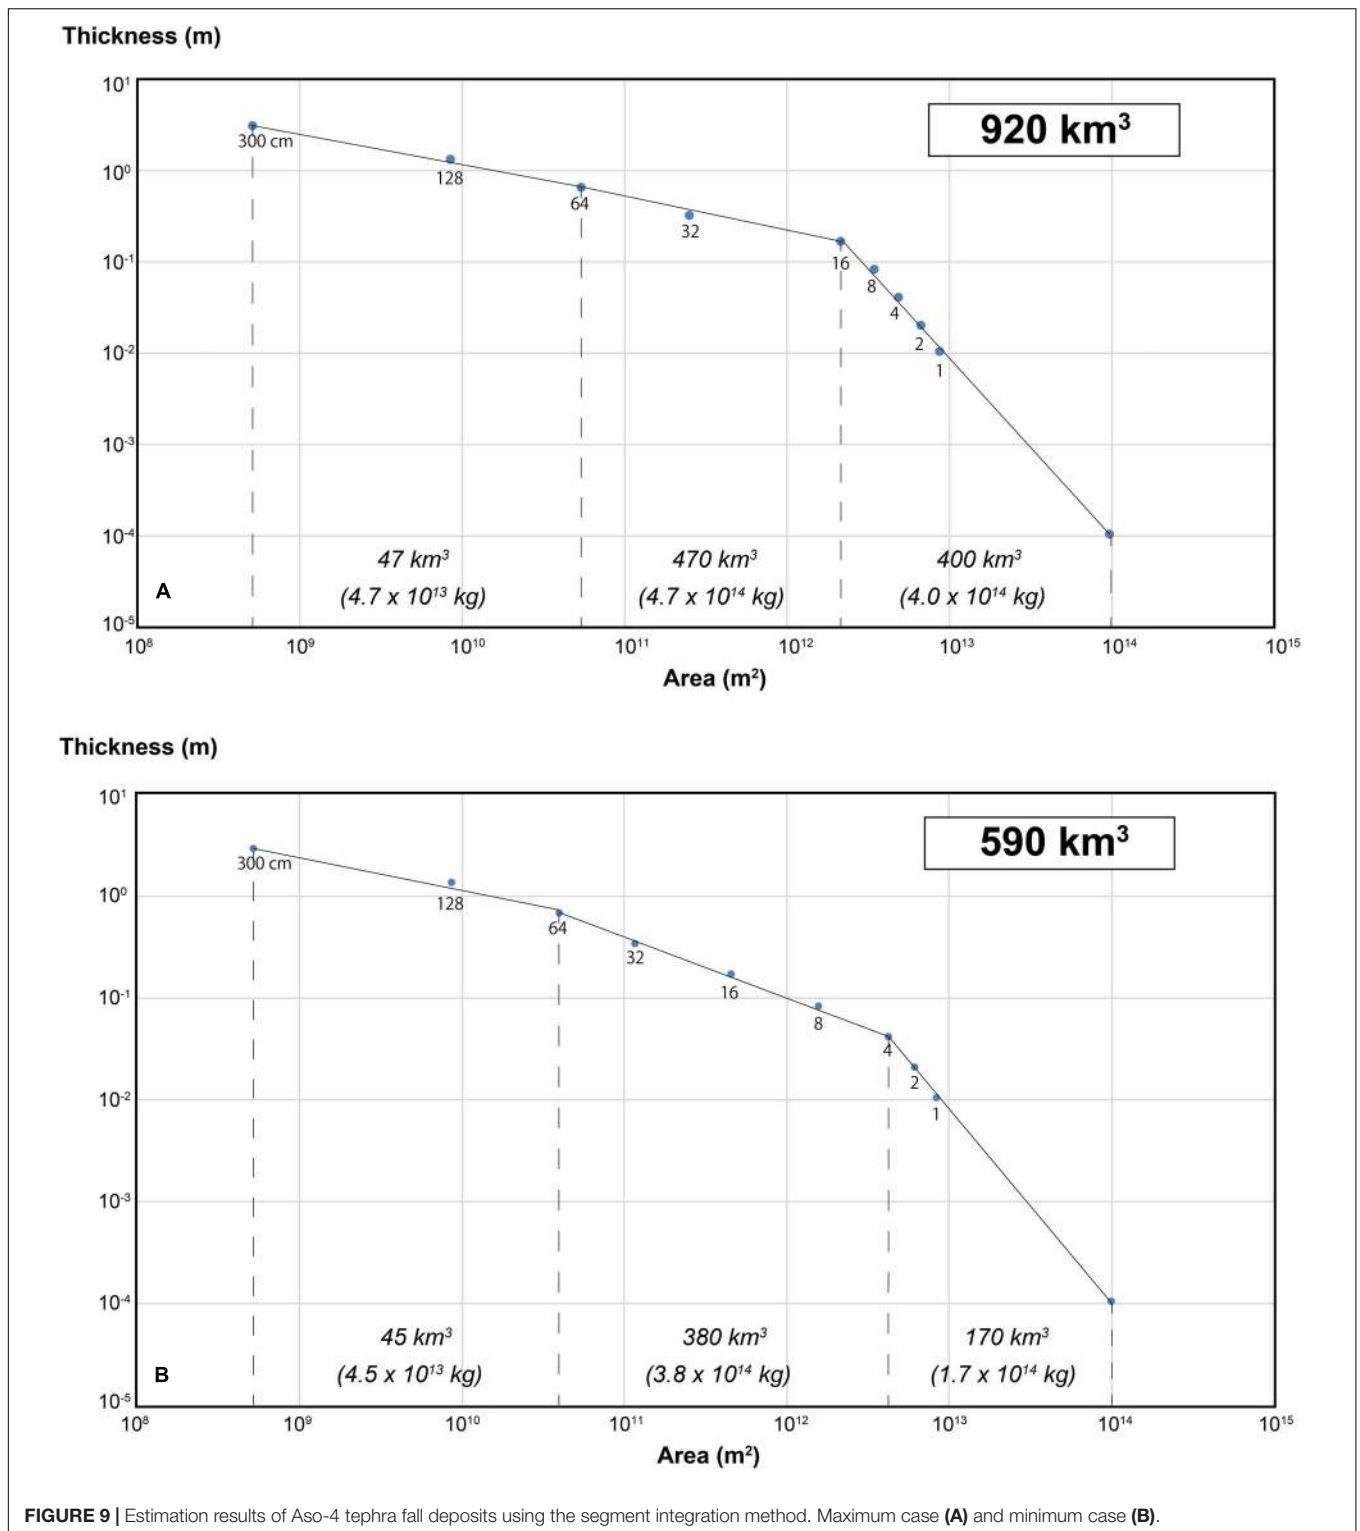 Thickness (m)
10¹
920 km³
300 cm
10⁰
128
64
32
10⁻¹
16
8
4
10⁻²
2
1
10⁻³
10⁻⁴
47 km³ 470 km³ 400 km³
A (4.7 x 10¹³ kg) (4.7 x 10¹⁴ kg) (4.0 x 10¹⁴ kg)
10⁻⁵
10⁸ 10⁹ 10¹⁰ 10¹¹ 10¹² 10¹³ 10¹⁴ 10¹⁵
Area (m²)
Thickness (m)
10¹
590 km³
300 cm
10⁰
128
64
32
10⁻¹
16
8
4
2
10⁻²
1
10⁻³
10⁻⁴
45 km³ 380 km³ 170 km³
B (4.5 x 10¹³ kg) (3.8 x 10¹⁴ kg) (1.7 x 10¹⁴ kg)
10⁻⁵
10⁸ 10⁹ 10¹⁰ 10¹¹ 10¹² 10¹³ 10¹⁴ 10¹⁵
Area (m²)
FIGURE 9 | Estimation results of Aso-4 tephra fall deposits using the segment integration method. Maximum case (A) and minimum case (B).